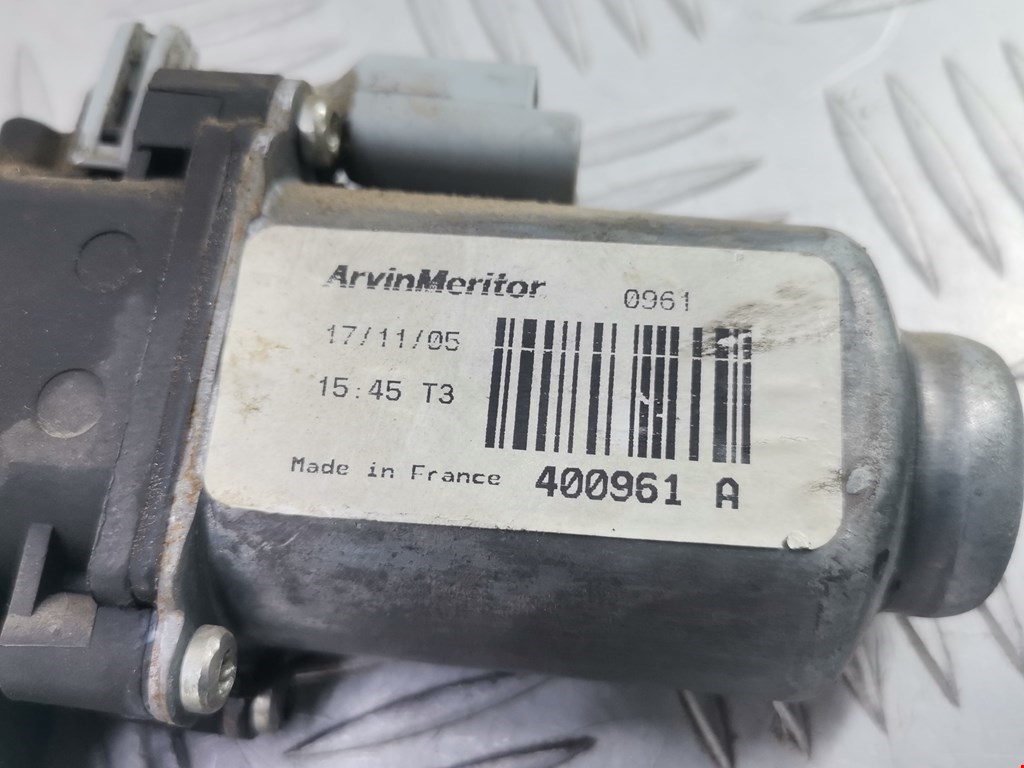 ArvinMeritor 0961
17/11/05
15:45 T3
Made in France 400961 A